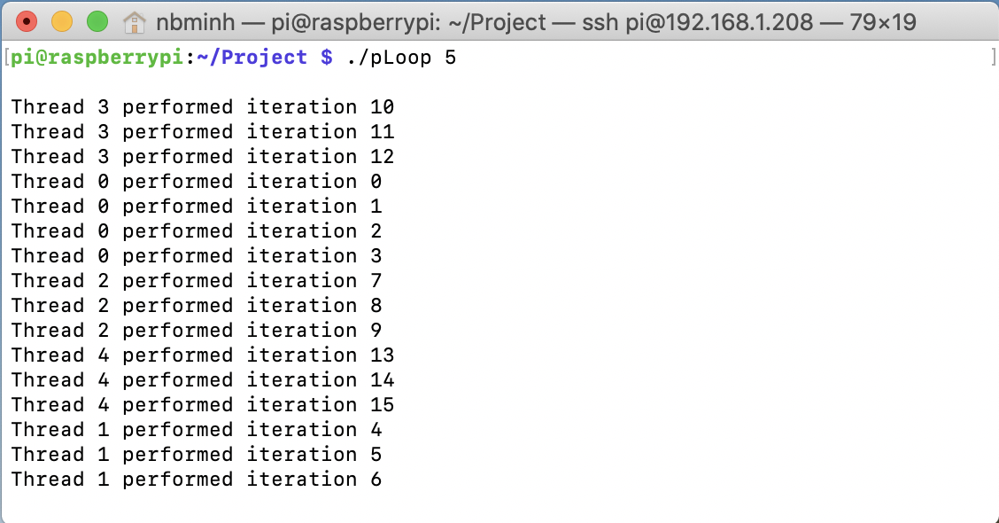 nbminh — pi@raspberrypi: ~/Project — ssh pi@192.168.1.208 — 79×19
[pi@raspberrypi:~/Project $ ./pLoop 5 ]
Thread 3 performed iteration 10
Thread 3 performed iteration 11
Thread 3 performed iteration 12
Thread 0 performed iteration 0
Thread 0 performed iteration 1
Thread 0 performed iteration 2
Thread 0 performed iteration 3
Thread 2 performed iteration 7
Thread 2 performed iteration 8
Thread 2 performed iteration 9
Thread 4 performed iteration 13
Thread 4 performed iteration 14
Thread 4 performed iteration 15
Thread 1 performed iteration 4
Thread 1 performed iteration 5
Thread 1 performed iteration 6